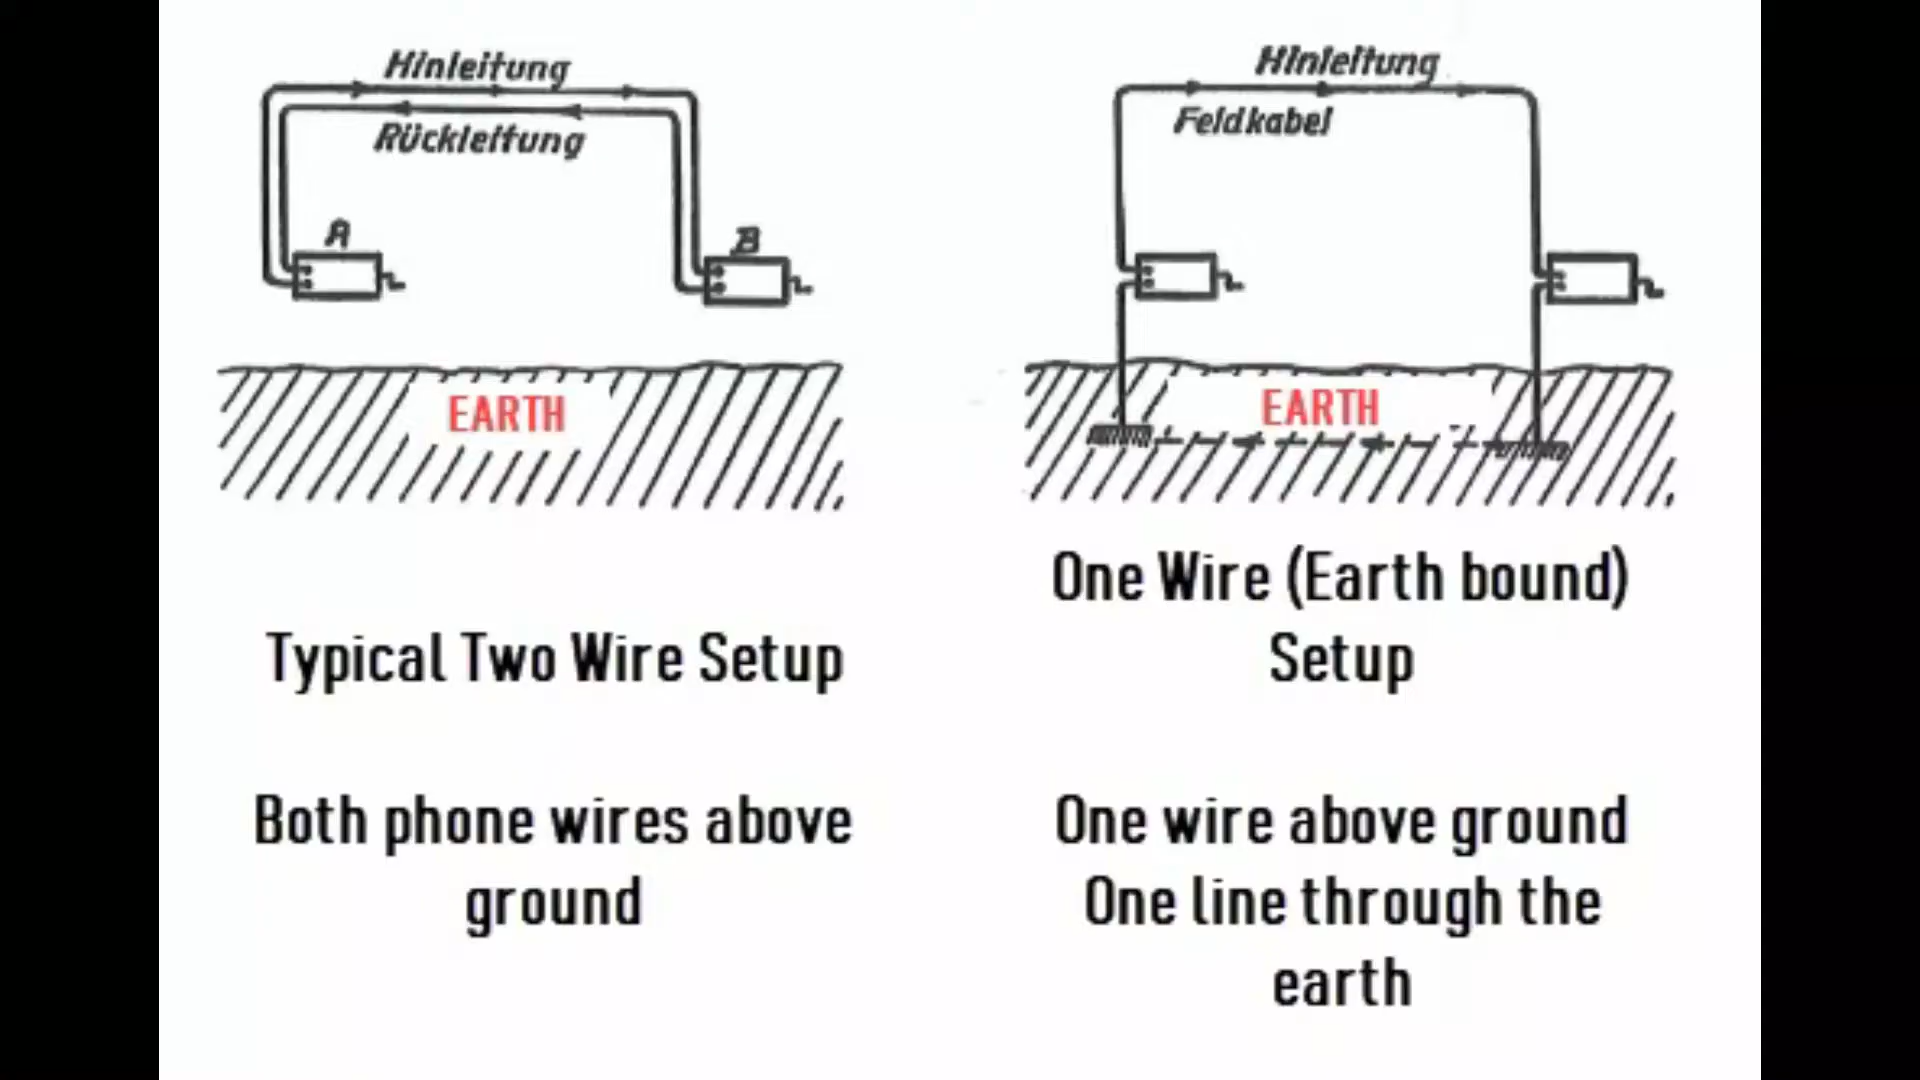 Hinleitung
Rückleitung
A
B
EARTH
Typical Two Wire Setup
Both phone wires above
ground
Hinleitung
Feldkabel
EARTH
One Wire (Earth bound)
Setup
One wire above ground
One line through the
earth